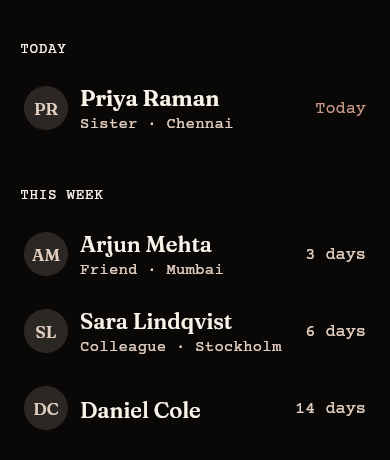 TODAY
PR
Priya Raman
Today
Sister · Chennai
THIS WEEK
AM
Arjun Mehta
3 days
Friend · Mumbai
SL
Sara Lindqvist
6 days
Colleague · Stockholm
DC
Daniel Cole
14 days